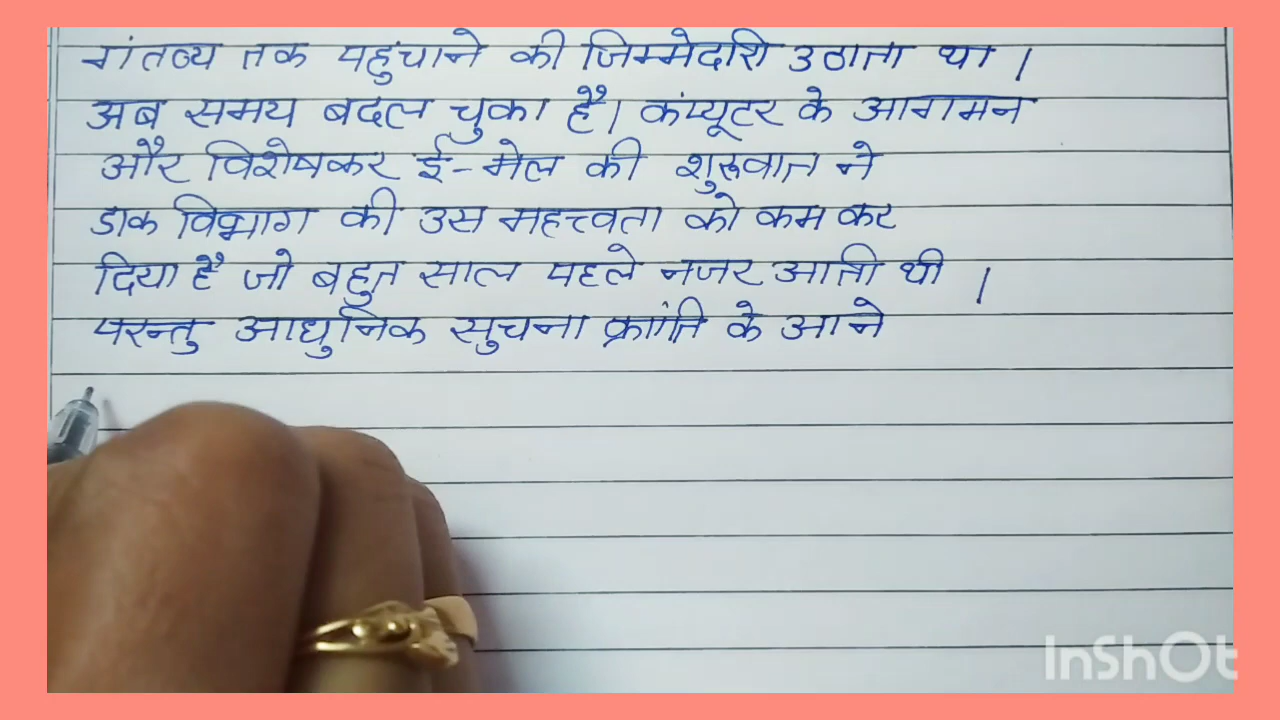 गंतव्य तक पहुंचाने की जिम्मेदारी उठाता था ।
अब समय बदल चुका है। कंप्यूटर के आगमन
और विशेषकर ई-मेल की शुरुवात ने
डाक विभाग की उस महत्त्वता को कम कर
दिया है जो बहुत साल पहले नजर आती थी ।
परन्तु आधुनिक सुचना क्रांति के आने
InShOt